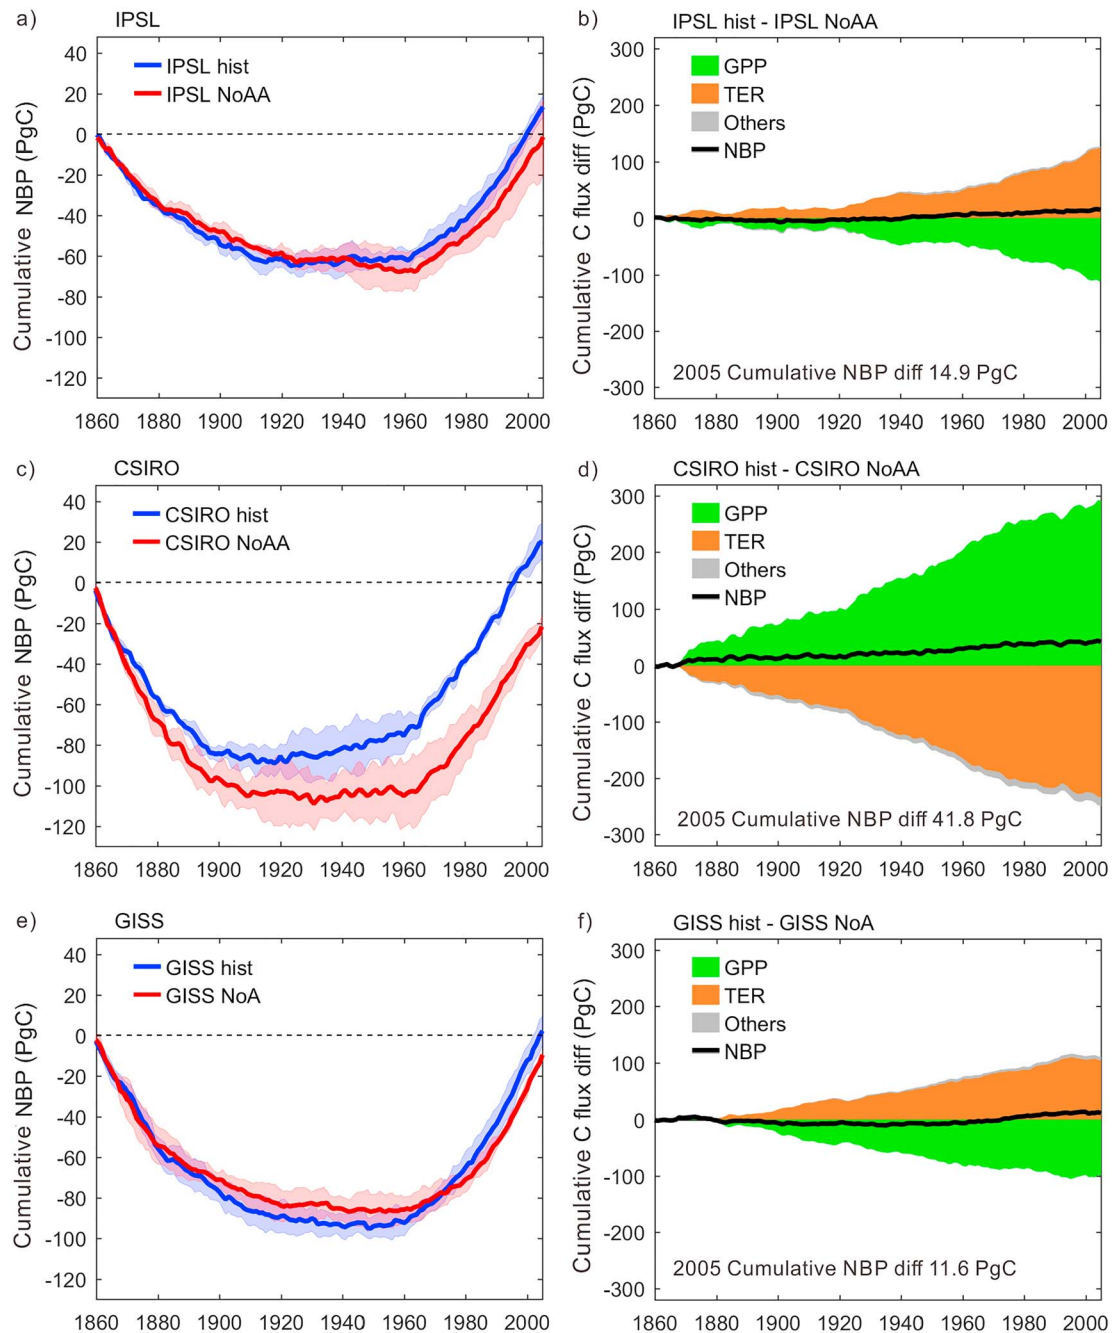 a) IPSL
Cumulative NBP (PgC)
40
20
0
-20
-40
-60
-80
-100
-120
IPSL hist
IPSL NoAA
1860 1880 1900 1920 1940 1960 1980 2000
b) IPSL hist - IPSL NoAA
Cumulative C flux diff (PgC)
300
200
100
0
-100
-200
-300
GPP
TER
Others
NBP
2005 Cumulative NBP diff 14.9 PgC
1860 1880 1900 1920 1940 1960 1980 2000
c) CSIRO
Cumulative NBP (PgC)
40
20
0
-20
-40
-60
-80
-100
-120
CSIRO hist
CSIRO NoAA
1860 1880 1900 1920 1940 1960 1980 2000
d) CSIRO hist - CSIRO NoAA
Cumulative C flux diff (PgC)
300
200
100
0
-100
-200
-300
GPP
TER
Others
NBP
2005 Cumulative NBP diff 41.8 PgC
1860 1880 1900 1920 1940 1960 1980 2000
e) GISS
Cumulative NBP (PgC)
40
20
0
-20
-40
-60
-80
-100
-120
GISS hist
GISS NoA
1860 1880 1900 1920 1940 1960 1980 2000
f) GISS hist - GISS NoA
Cumulative C flux diff (PgC)
300
200
100
0
-100
-200
-300
GPP
TER
Others
NBP
2005 Cumulative NBP diff 11.6 PgC
1860 1880 1900 1920 1940 1960 1980 2000